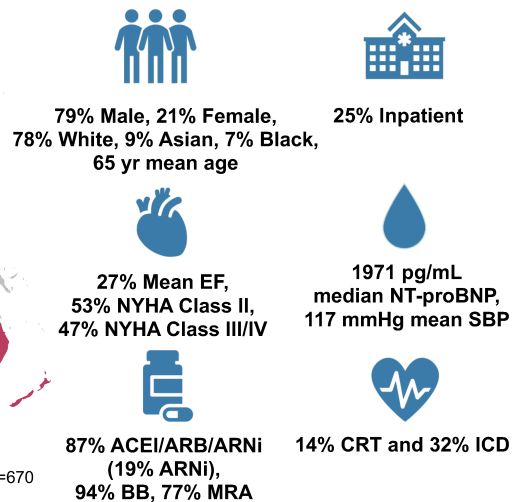 79% Male, 21% Female,
78% White, 9% Asian, 7% Black,
65 yr mean age
25% Inpatient
27% Mean EF,
53% NYHA Class II,
47% NYHA Class III/IV
1971 pg/mL
median NT-proBNP,
117 mmHg mean SBP
87% ACEI/ARB/ARNi
(19% ARNi),
94% BB, 77% MRA
14% CRT and 32% ICD
=670